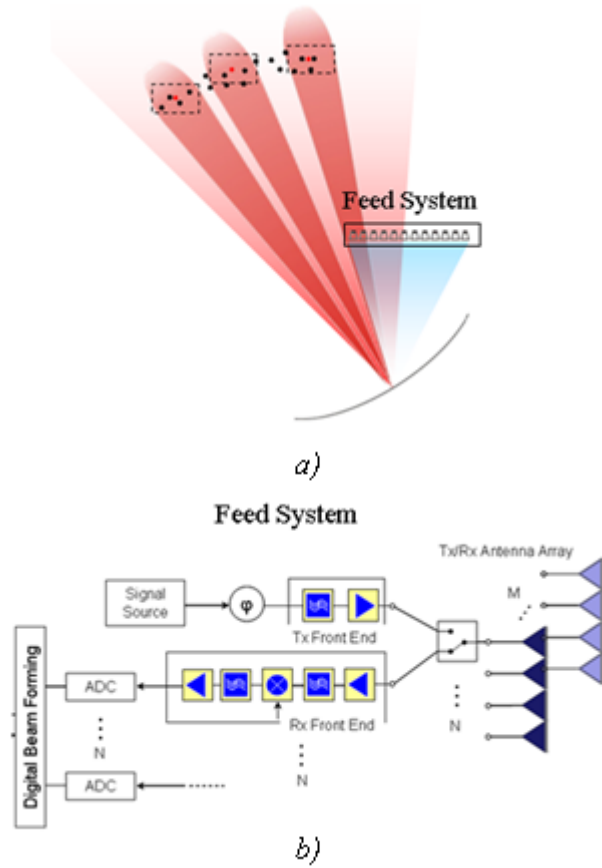 Feed System
a)
Feed System
Tx/Rx Antenna Array
Signal
Source
φ
M
Tx Front End
Digital Beam Forming
ADC
Rx Front End
N
N
N
ADC
b)